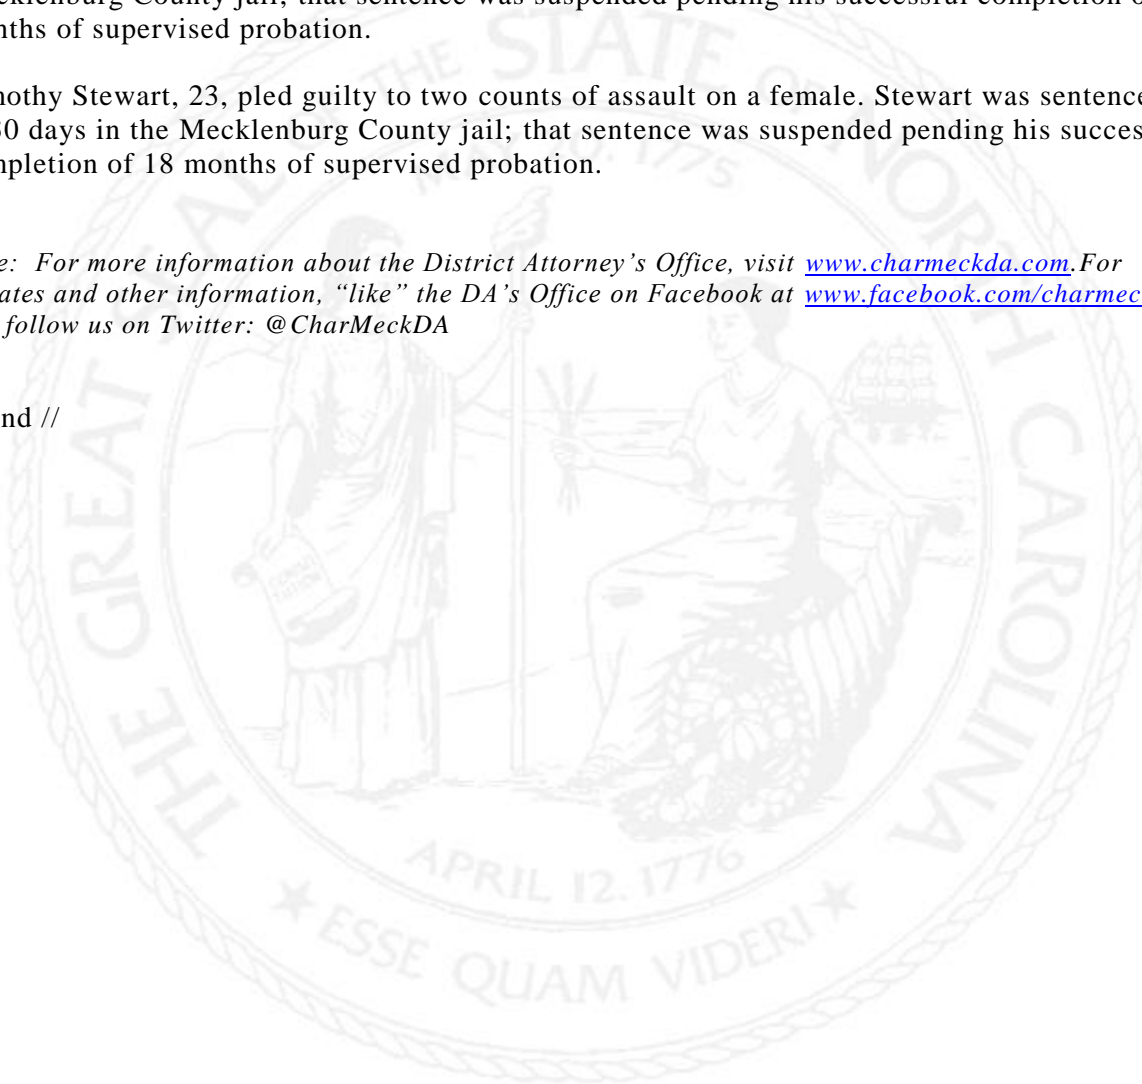 cklenburg County jail; that sentence was suspended pending his successful completion o
nths of supervised probation.
nothy Stewart, 23, pled guilty to two counts of assault on a female. Stewart was sentence
days in the Mecklenburg County jail; that sentence was suspended pending his succes
mpletion of 18 months of supervised probation.
e: For more information about the District Attorney’s Office, visit www.charmeckda.com.For
ates and other information, “like” the DA’s Office on Facebook at www.facebook.com/charmec
follow us on Twitter: @CharMeckDA
nd //
THE GREAT SEAL OF THE STATE OF NORTH CAROLINA
MAY 20, 1775
APRIL 12, 1776
★ ESSE QUAM VIDERI ★